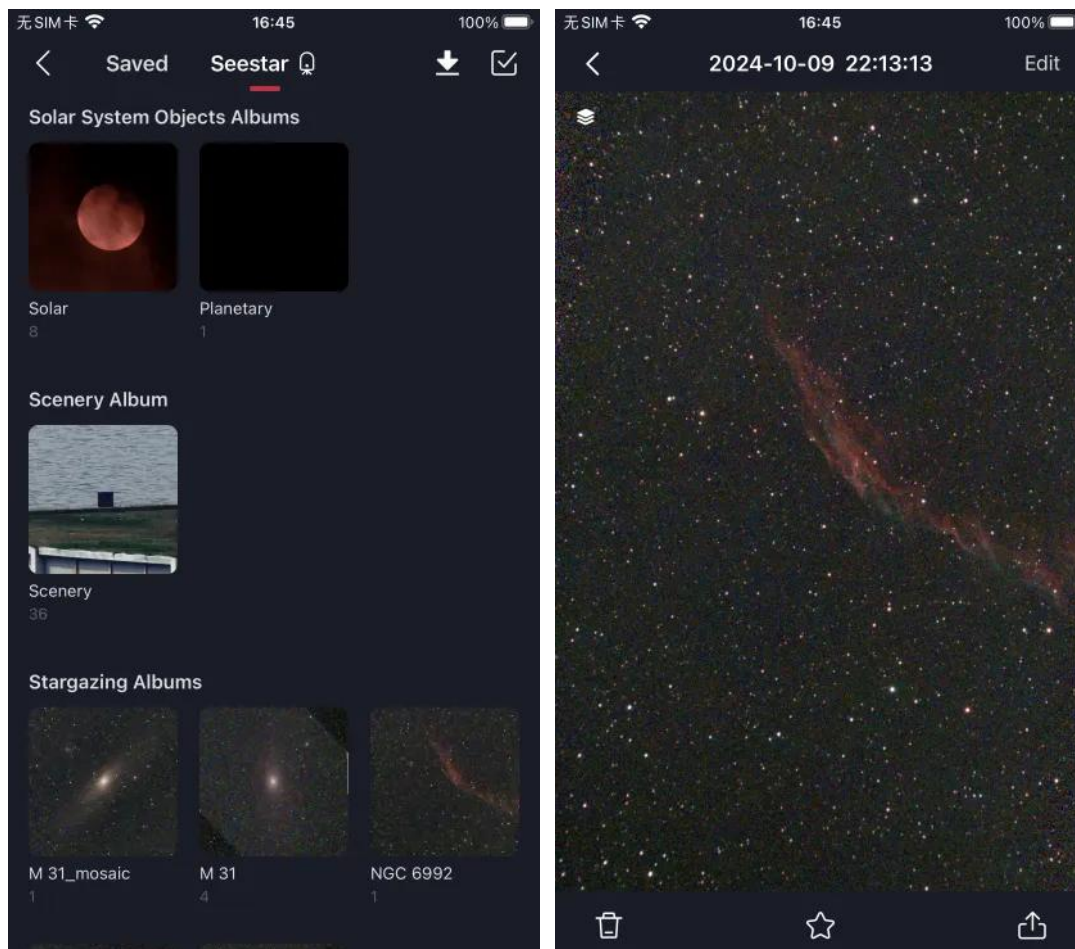 无SIM卡
16:45
100%
Saved
Seestar
Solar System Objects Albums
Solar
8
Planetary
1
Scenery Album
Scenery
36
Stargazing Albums
M 31_mosaic
1
M 31
4
NGC 6992
1
无SIM卡
16:45
100%
2024-10-09 22:13:13
Edit